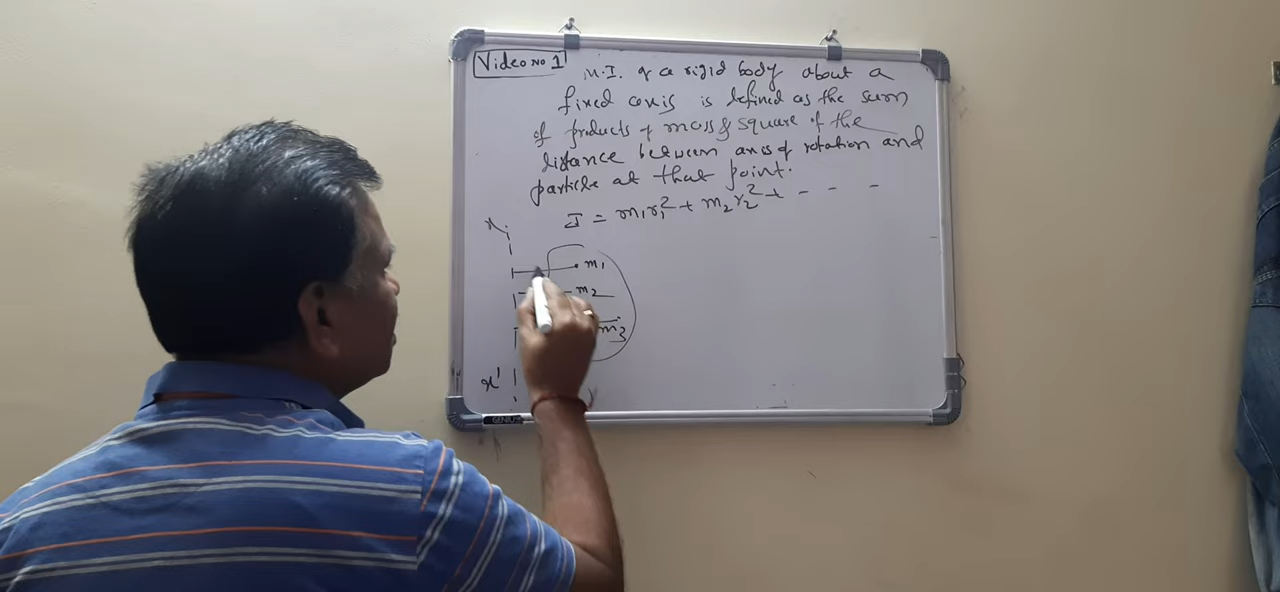 Video No 1
M.I. of a rigid body about a
fixed axis is defined as the sum
of products of mass & square of the
distance between axis of rotation and
particle at that point.
I = m₁r₁² + m₂r₂² + - - -
x
m₁
m₂
m₃
x'
GENIUS